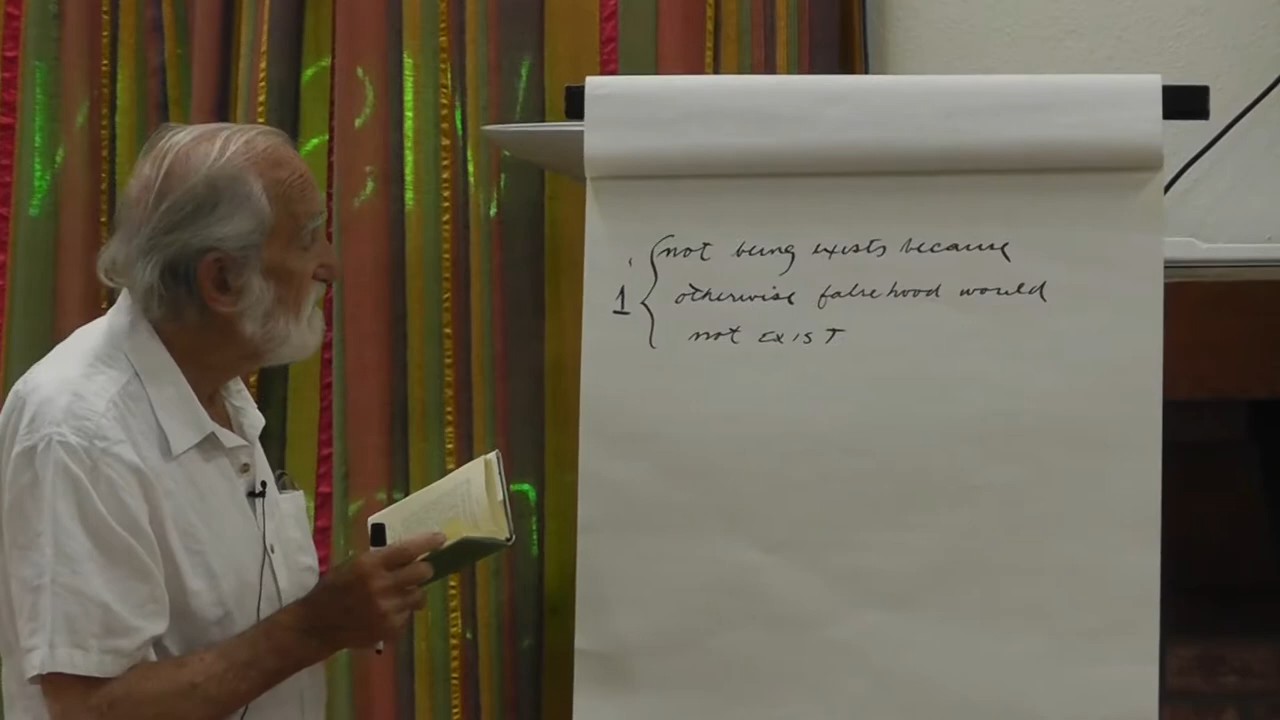 1 { not being exists because
otherwise falsehood would
not EXIST